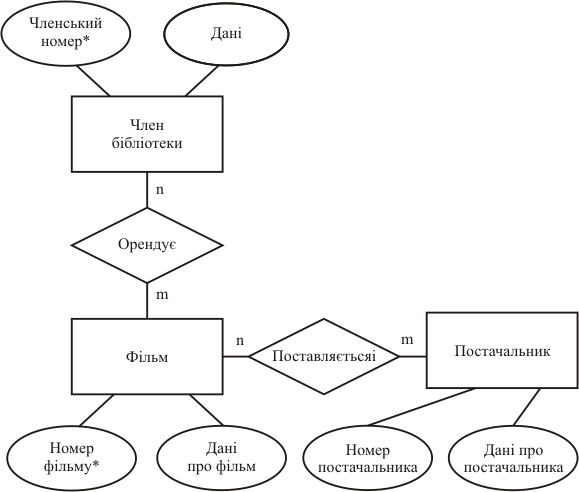 Членський
номер*
Дані
Член
бібліотеки
n
Орендує
m
Фільм
n
Поставляєтьсяі
m
Постачальник
Номер
фільму*
Дані
про фільм
Номер
постачальника
Дані про
постачальника